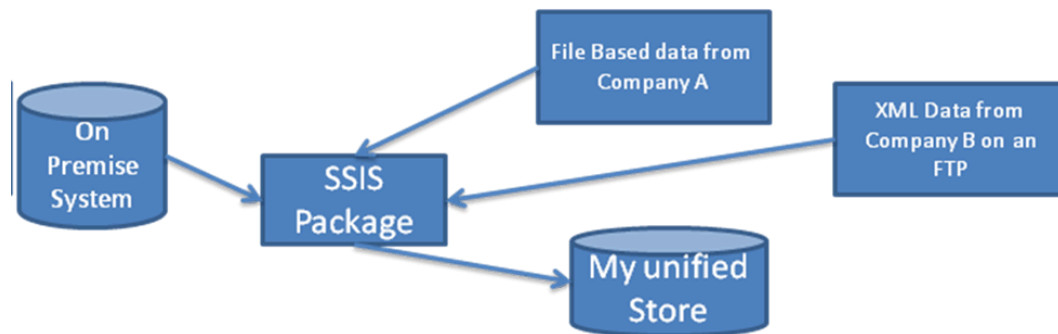 File Based data from
Company A
XML Data from
Company B on an
FTP
On
Premise
System
SSIS
Package
My unified
Store